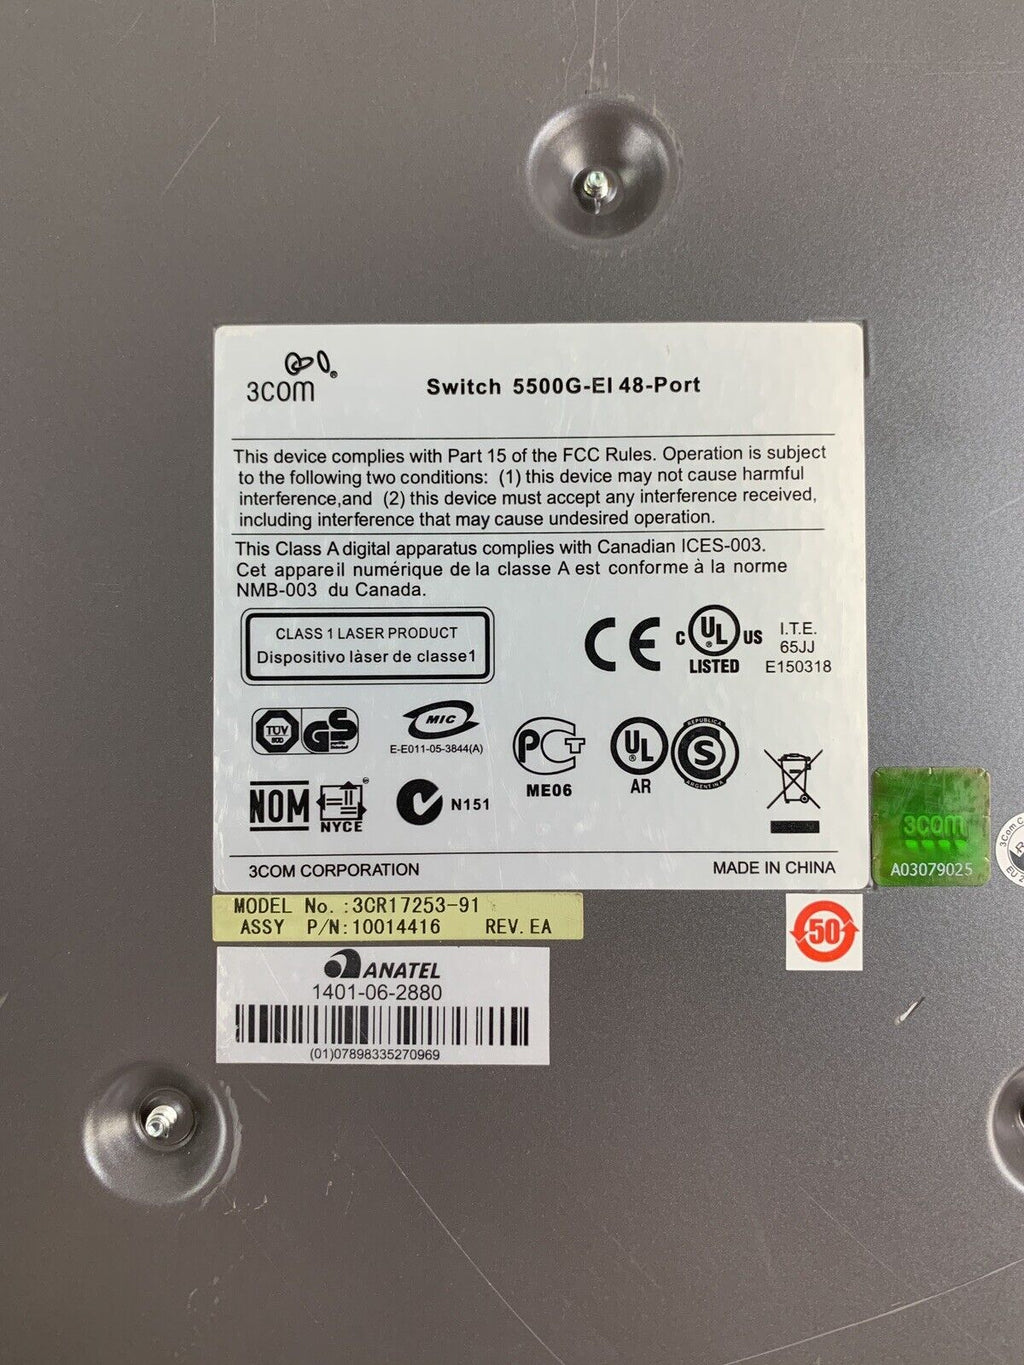 3COM®
Switch 5500G-EI 48-Port
This device complies with Part 15 of the FCC Rules. Operation is subject
to the following two conditions: (1) this device may not cause harmful
interference,and (2) this device must accept any interference received,
including interference that may cause undesired operation.
This Class A digital apparatus complies with Canadian ICES-003.
Cet appareil numérique de la classe A est conforme à la norme
NMB-003 du Canada.
CLASS 1 LASER PRODUCT
Dispositivo làser de classe1
CE
C UL® US
LISTED
I.T.E.
65JJ
E150318
TÜV
GS
MIC
E-E011-05-3844(A)
PCT
ME06
UL
AR
REPUBLICA
S
ARGENTINA
NOM
NYCE
N151
3COM CORPORATION
MADE IN CHINA
3COM
A03079025
3Com C
MODEL No.:3CR17253-91
ASSY P/N:10014416 REV.EA
50
ANATEL
1401-06-2880
(01)07898335270969